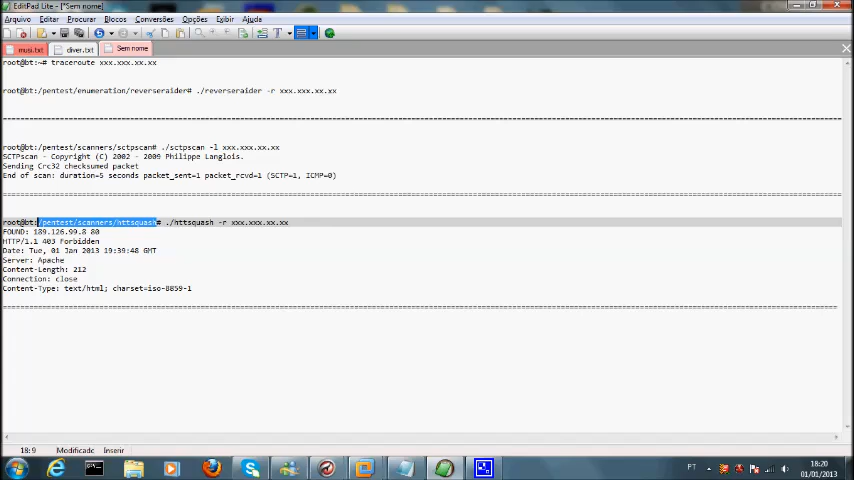 EditPad Lite - [*Sem nome]
Arquivo Editar Procurar Blocos Conversões Opções Exibir Ajuda
musi.txt diver.txt Sem nome
root@bt:~# traceroute xxx.xxx.xx.xx
root@bt:/pentest/enumeration/reverseraider# ./reverseraider -r xxx.xxx.xx.xx
root@bt:/pentest/scanners/sctpscan# ./sctpscan -l xxx.xxx.xx.xx
SCTPscan - Copyright (C) 2002 - 2009 Philippe Langlois.
Sending Crc32 checksumed packet
End of scan: duration=5 seconds packet_sent=1 packet_rcvd=1 (SCTP=1, ICMP=0)
root@bt:/pentest/scanners/httsquash# ./httsquash -r xxx.xxx.xx.xx
FOUND: 189.126.99.8 80
HTTP/1.1 403 Forbidden
Date: Tue, 01 Jan 2013 19:39:48 GMT
Server: Apache
Content-Length: 212
Connection: close
Content-Type: text/html; charset=iso-8859-1
18:9 Modificado Inserir
PT 18:20
01/01/2013